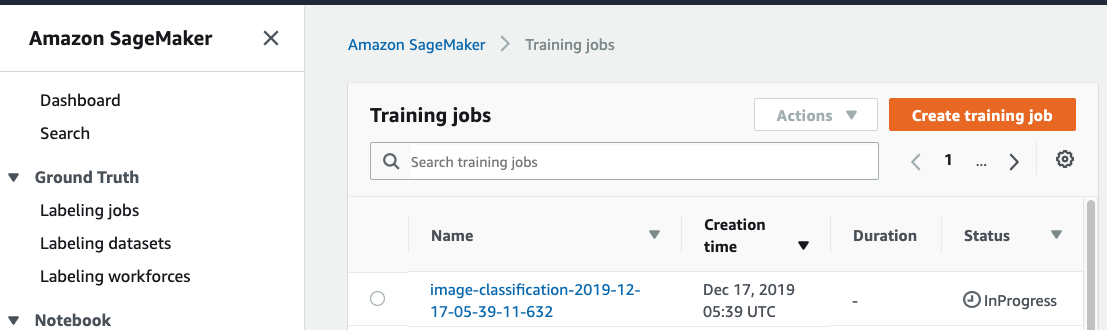 Amazon SageMaker
Dashboard
Search
Ground Truth
Labeling jobs
Labeling datasets
Labeling workforces
Notebook
Amazon SageMaker > Training jobs
Training jobs
Actions
Create training job
Search training jobs
1 ...
Name
Creation
time
Duration
Status
image-classification-2019-12-
17-05-39-11-632
Dec 17, 2019
05:39 UTC
-
InProgress